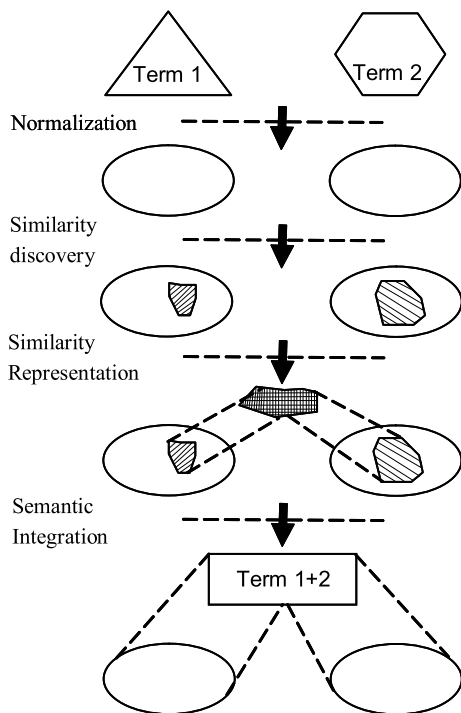 Term 1
Term 2
Normalization
Similarity
discovery
Similarity
Representation
Semantic
Integration
Term 1+2